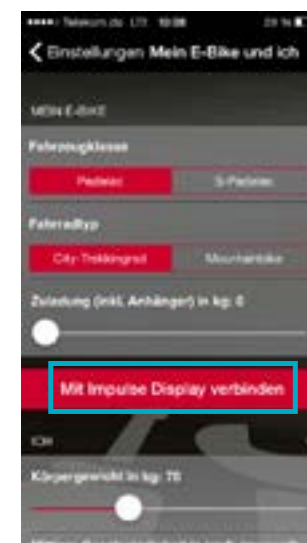 Telekom.de LTE
Einstellungen Mein E-Bike und ich
MEIN E-BIKE
Fahrzeugklasse
Pedelec S-Pedelec
Fahrradtyp
City-/Trekkingrad Mountainbike
Zuladung (inkl. Anhänger) in kg: 0
Mit Impulse Display verbinden
ICH
Körpergewicht in kg: 75